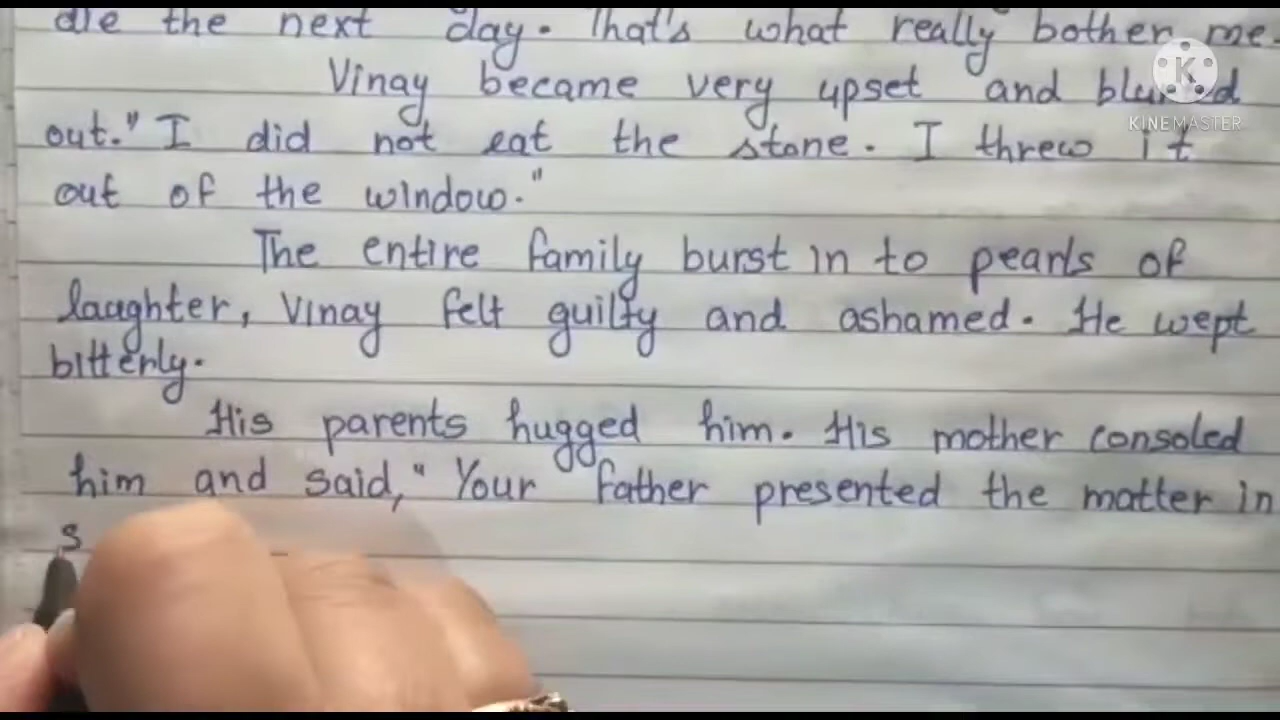 die the next day. That's what really bother me.
Vinay became very upset and blurted
out." I did not eat the stone. I threw it
out of the window."
The entire family burst in to pearls of
laughter, Vinay felt guilty and ashamed. He wept
bitterly.
His parents hugged him. His mother consoled
him and said," Your father presented the matter in
s
K
KINEMASTER